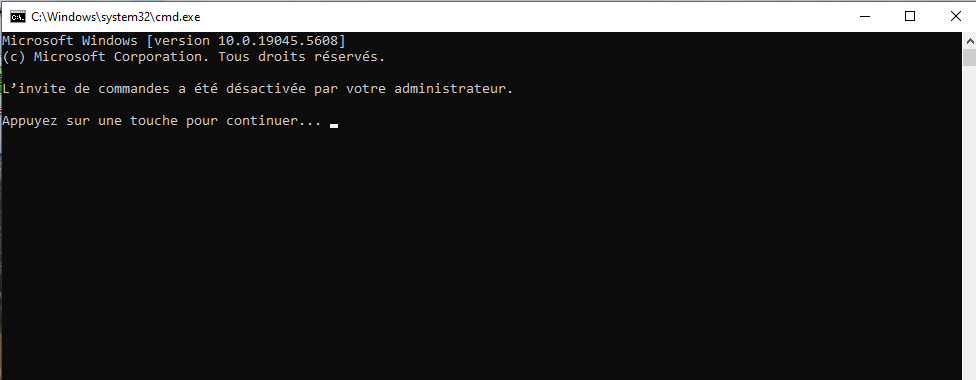 C:\Windows\system32\cmd.exe
Microsoft Windows [version 10.0.19045.5608]
(c) Microsoft Corporation. Tous droits réservés.
L’invite de commandes a été désactivée par votre administrateur.
Appuyez sur une touche pour continuer...